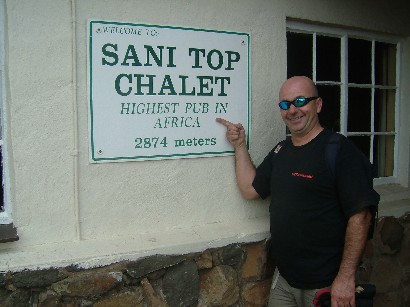 WELCOME TO:
SANI TOP
CHALET
HIGHEST PUB IN
AFRICA
2874 meters